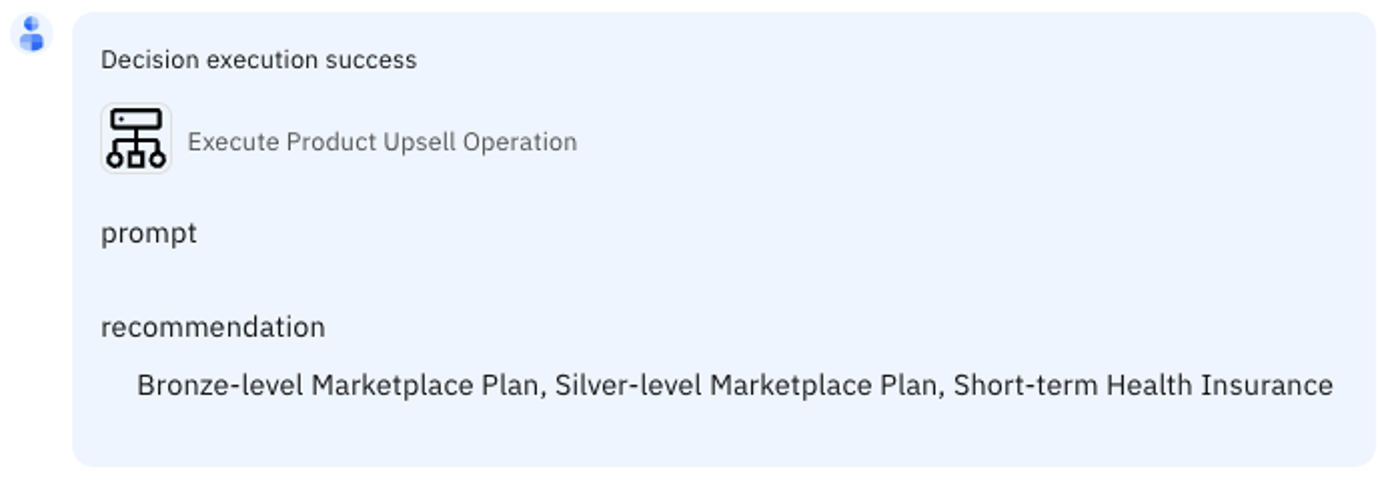 Decision execution success
Execute Product Upsell Operation
prompt
recommendation
Bronze-level Marketplace Plan, Silver-level Marketplace Plan, Short-term Health Insurance